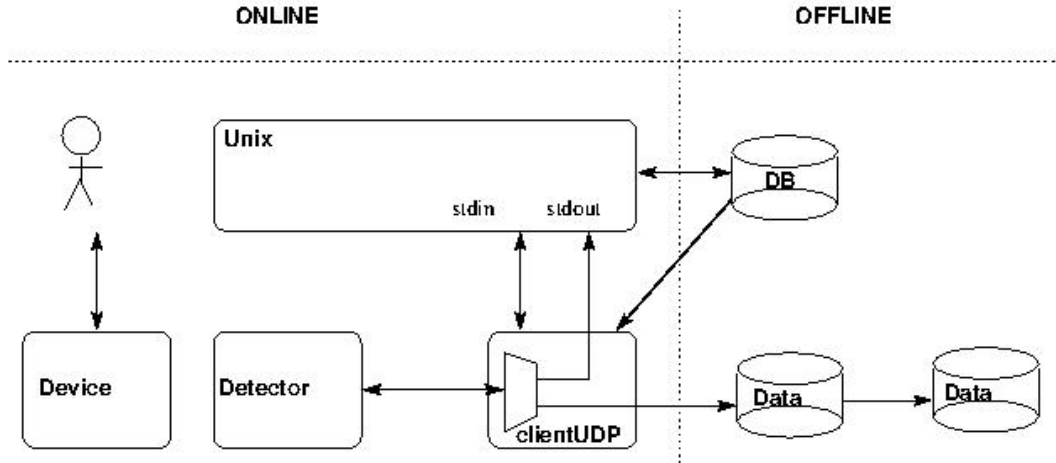 ONLINE OFFLINE
Unix
DB
stdin stdout
Device Detector Data Data
clientUDP